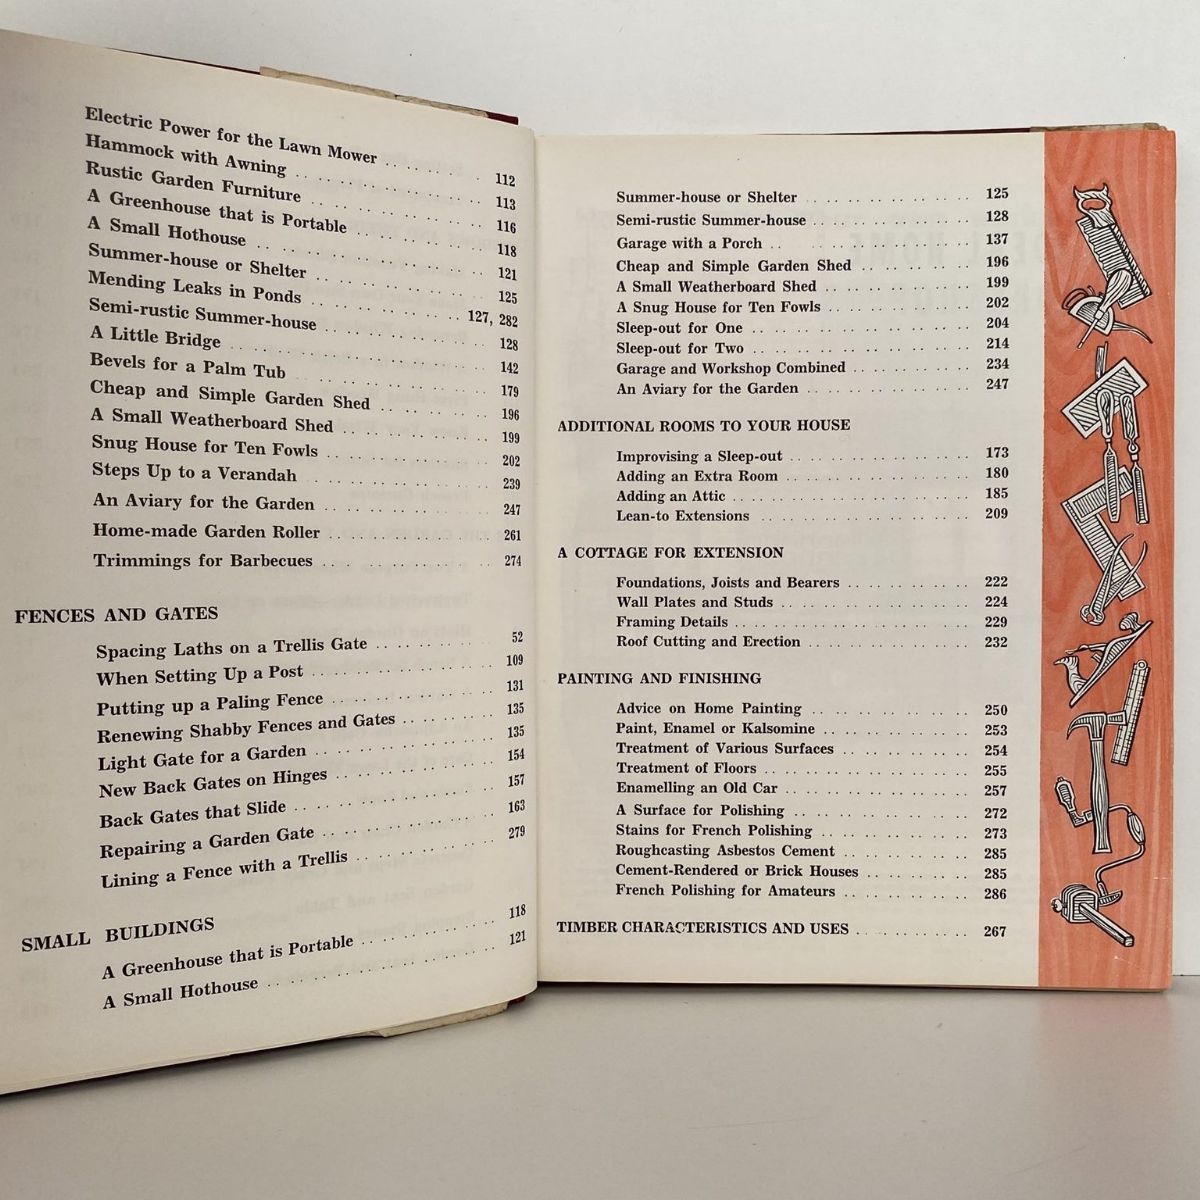 Electric Power for the Lawn Mower . . . . . . . . 112
Hammock with Awning . . . . . . . . . . . . . 113
Rustic Garden Furniture . . . . . . . . . . . . 116
A Greenhouse that is Portable . . . . . . . . . 118
A Small Hothouse . . . . . . . . . . . . . . . 121
Summer-house or Shelter . . . . . . . . . . . . 125
Mending Leaks in Ponds . . . . . . . . . . 127, 282
Semi-rustic Summer-house . . . . . . . . . . . 128
A Little Bridge . . . . . . . . . . . . . . . . 142
Bevels for a Palm Tub . . . . . . . . . . . . . 179
Cheap and Simple Garden Shed . . . . . . . . . 196
A Small Weatherboard Shed . . . . . . . . . . . 199
Snug House for Ten Fowls . . . . . . . . . . . 202
Steps Up to a Verandah . . . . . . . . . . . . 239
An Aviary for the Garden . . . . . . . . . . . 247
Home-made Garden Roller . . . . . . . . . . . . 261
Trimmings for Barbecues . . . . . . . . . . . . 274
FENCES AND GATES
Spacing Laths on a Trellis Gate . . . . . . . . 52
When Setting Up a Post . . . . . . . . . . . . 109
Putting up a Paling Fence . . . . . . . . . . . 131
Renewing Shabby Fences and Gates . . . . . . . 135
Light Gate for a Garden . . . . . . . . . . . . 135
New Back Gates on Hinges . . . . . . . . . . . 154
Back Gates that Slide . . . . . . . . . . . . . 157
Repairing a Garden Gate . . . . . . . . . . . . 163
Lining a Fence with a Trellis . . . . . . . . . 279
SMALL BUILDINGS
A Greenhouse that is Portable . . . . . . . . . 118
A Small Hothouse . . . . . . . . . . . . . . . 121
Summer-house or Shelter . . . . . . . . . . . . 125
Semi-rustic Summer-house . . . . . . . . . . . 128
Garage with a Porch . . . . . . . . . . . . . . 137
Cheap and Simple Garden Shed . . . . . . . . . 196
A Small Weatherboard Shed . . . . . . . . . . . 199
A Snug House for Ten Fowls . . . . . . . . . . 202
Sleep-out for One . . . . . . . . . . . . . . . 204
Sleep-out for Two . . . . . . . . . . . . . . . 214
Garage and Workshop Combined . . . . . . . . . 234
An Aviary for the Garden . . . . . . . . . . . 247
ADDITIONAL ROOMS TO YOUR HOUSE
Improvising a Sleep-out . . . . . . . . . . . . 173
Adding an Extra Room . . . . . . . . . . . . . 180
Adding an Attic . . . . . . . . . . . . . . . . 185
Lean-to Extensions . . . . . . . . . . . . . . 209
A COTTAGE FOR EXTENSION
Foundations, Joists and Bearers . . . . . . . . 222
Wall Plates and Studs . . . . . . . . . . . . . 224
Framing Details . . . . . . . . . . . . . . . . 229
Roof Cutting and Erection . . . . . . . . . . . 232
PAINTING AND FINISHING
Advice on Home Painting . . . . . . . . . . . . 250
Paint, Enamel or Kalsomine . . . . . . . . . . 253
Treatment of Various Surfaces . . . . . . . . . 254
Treatment of Floors . . . . . . . . . . . . . . 255
Enamelling an Old Car . . . . . . . . . . . . . 257
A Surface for Polishing . . . . . . . . . . . . 272
Stains for French Polishing . . . . . . . . . . 273
Roughcasting Asbestos Cement . . . . . . . . . 285
Cement-Rendered or Brick Houses . . . . . . . . 285
French Polishing for Amateurs . . . . . . . . . 286
TIMBER CHARACTERISTICS AND USES . . . . . . . . 267